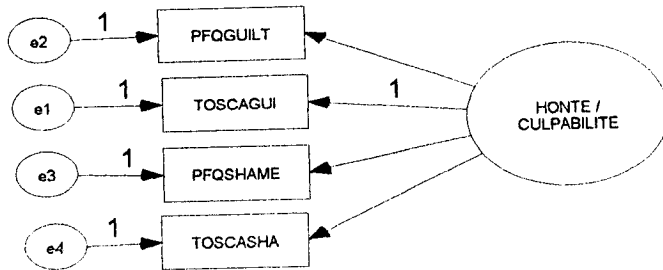 e2 1 PFQGUILT
e1 1 TOSCAGUI 1
HONTE /
CULPABILITE
e3 1 PFQSHAME
e4 1 TOSCASHA